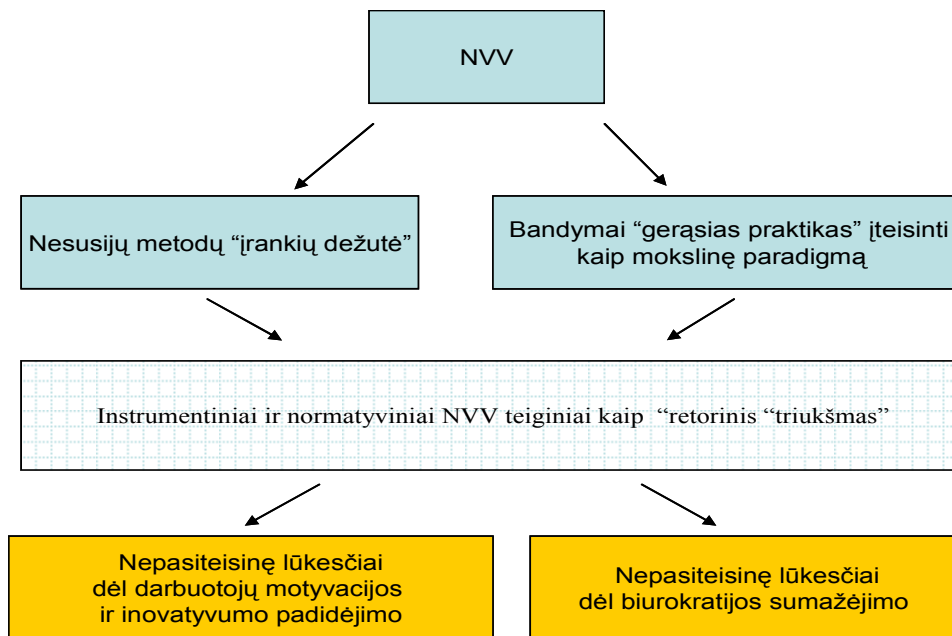 NVV
Nesusijų metodų “įrankių dežutė”
Bandymai “gerąsias praktikas” įteisinti
kaip mokslinę paradigmą
Instrumentiniai ir normatyviniai NVV teiginiai kaip “retorinis “triukšmas”
Nepasiteisinę lūkesčiai
dėl darbuotojų motyvacijos
ir inovatyvumo padidėjimo
Nepasiteisinę lūkesčiai
dėl biurokratijos sumažėjimo